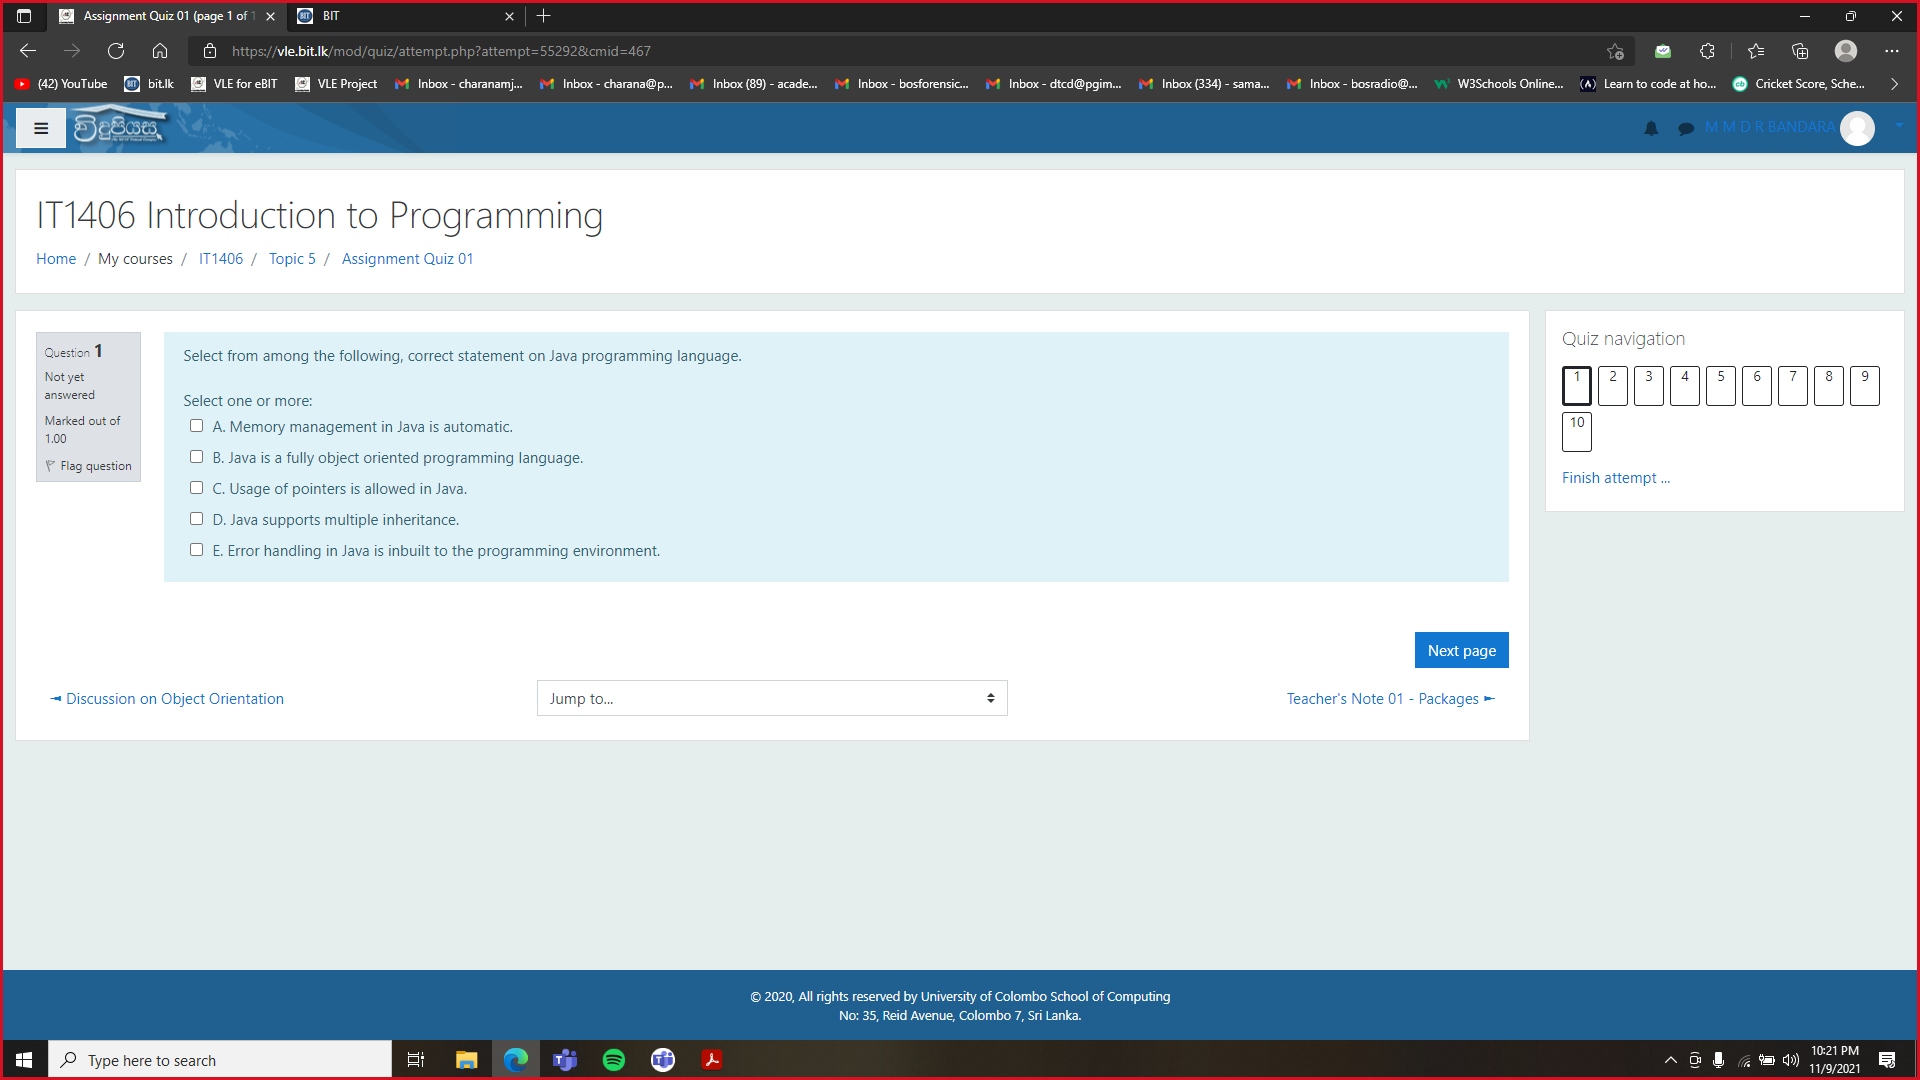 Assignment Quiz 01 (page 1 of 1
BIT
https://vle.bit.lk/mod/quiz/attempt.php?attempt=55292&cmid=467
(42) YouTube
bit.lk
VLE for eBIT
VLE Project
Inbox - charanamj...
Inbox - charana@p...
Inbox (89) - acade...
Inbox - bosforensic...
Inbox - dtcd@pgim...
Inbox (334) - sama...
Inbox - bosradio@...
W3Schools Online...
Learn to code at ho...
Cricket Score, Sche...
විදුපියස
M M D R BANDARA
IT1406 Introduction to Programming
Home / My courses / IT1406 / Topic 5 / Assignment Quiz 01
Question 1
Not yet
answered
Marked out of
1.00
Flag question
Select from among the following, correct statement on Java programming language.
Select one or more:
A. Memory management in Java is automatic.
B. Java is a fully object oriented programming language.
C. Usage of pointers is allowed in Java.
D. Java supports multiple inheritance.
E. Error handling in Java is inbuilt to the programming environment.
Quiz navigation
1 2 3 4 5 6 7 8 9
10
Finish attempt ...
Next page
◄ Discussion on Object Orientation
Jump to...
Teacher's Note 01 - Packages ►
© 2020, All rights reserved by University of Colombo School of Computing
No: 35, Reid Avenue, Colombo 7, Sri Lanka.
Type here to search
10:21 PM
11/9/2021